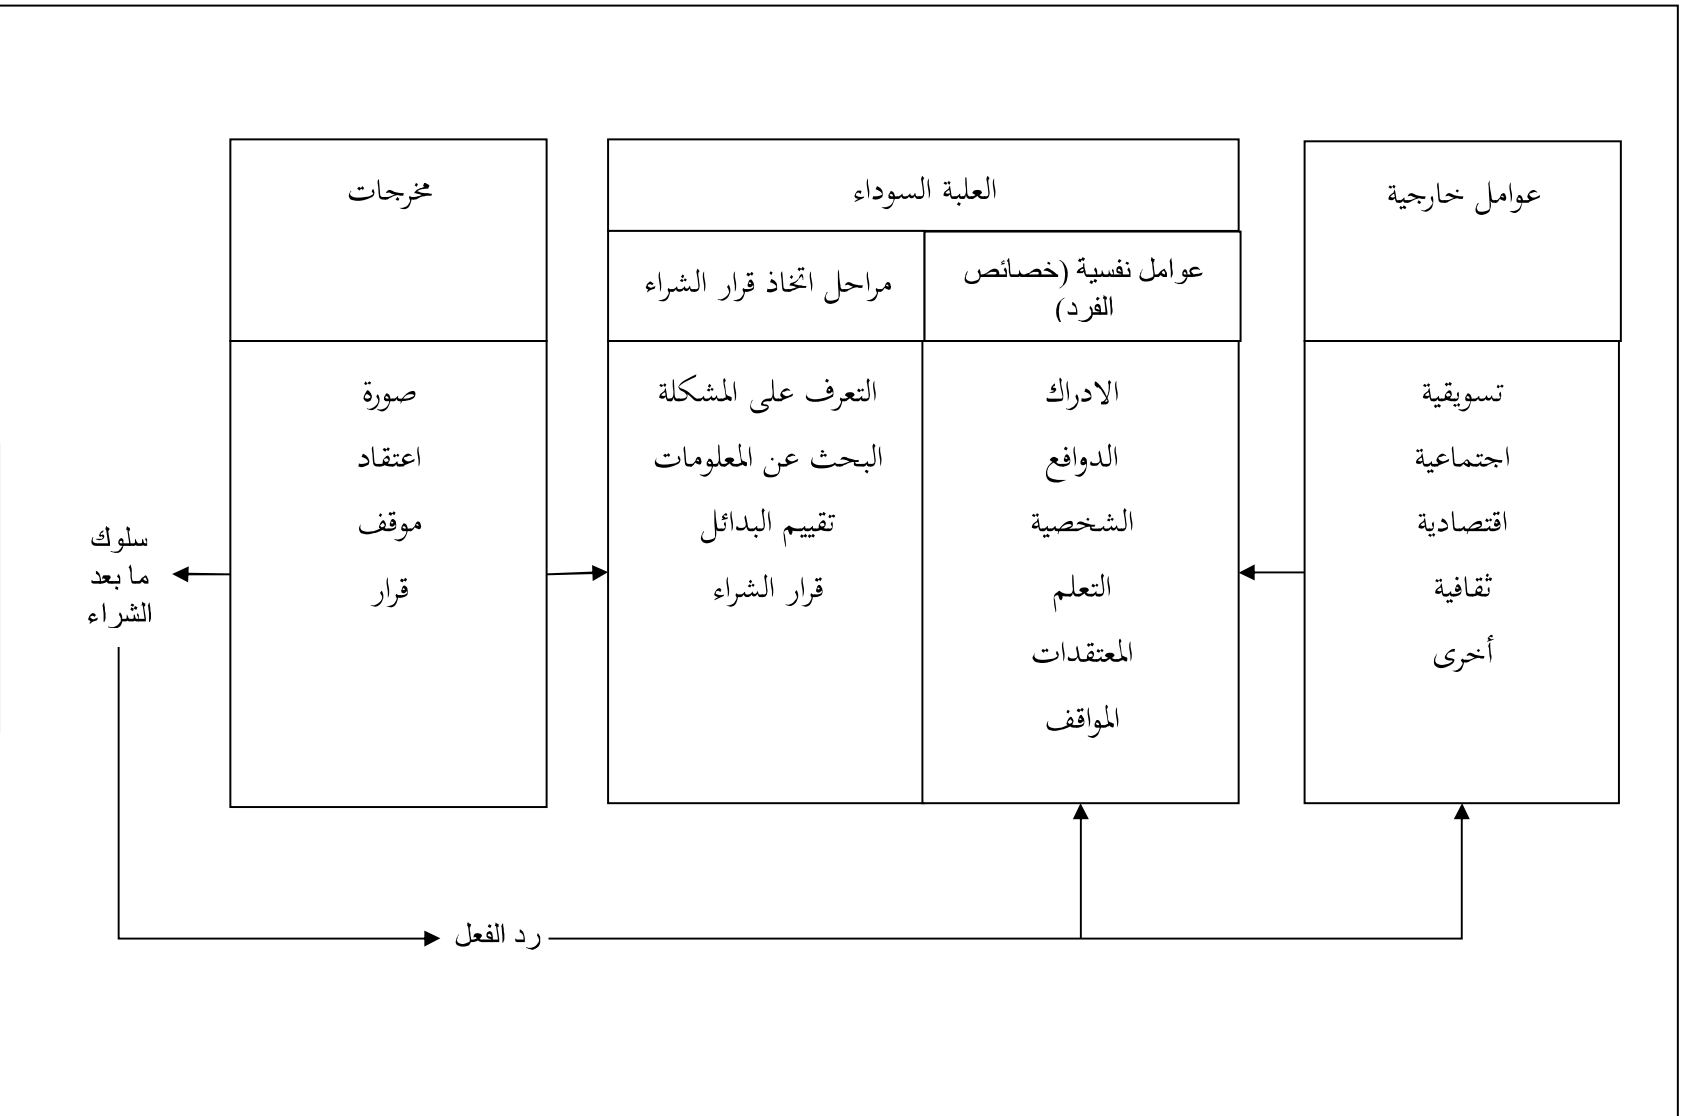 عوامل خارجية
تسويقية
اجتماعية
اقتصادية
ثقافية
أخرى
العلبة السوداء
عوامل نفسية (خصائص
الفرد)
الادراك
الدوافع
الشخصية
التعلم
المعتقدات
المواقف
مراحل اتخاذ قرار الشراء
التعرف على المشكلة
البحث عن المعلومات
تقييم البدائل
قرار الشراء
مخرجات
صورة
اعتقاد
موقف
قرار
سلوك
ما بعد
الشراء
رد الفعل